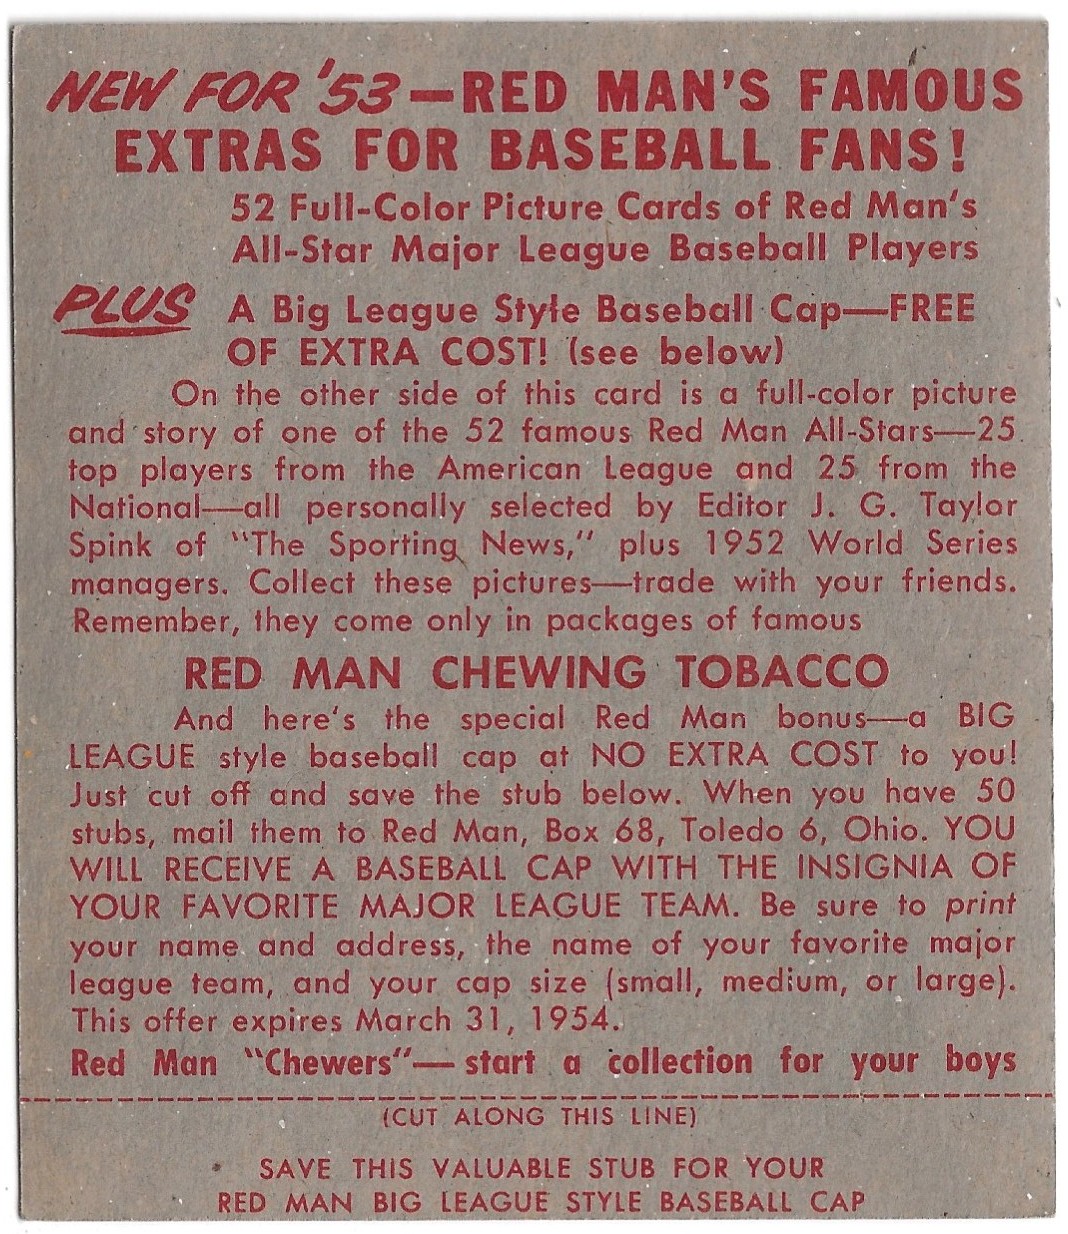 NEW FOR '53—RED MAN'S FAMOUS
EXTRAS FOR BASEBALL FANS!
52 Full-Color Picture Cards of Red Man's
All-Star Major League Baseball Players
PLUS A Big League Style Baseball Cap—FREE
OF EXTRA COST! (see below)
On the other side of this card is a full-color picture
and story of one of the 52 famous Red Man All-Stars—25
top players from the American League and 25 from the
National—all personally selected by Editor J. G. Taylor
Spink of "The Sporting News," plus 1952 World Series
managers. Collect these pictures—trade with your friends.
Remember, they come only in packages of famous
RED MAN CHEWING TOBACCO
And here's the special Red Man bonus—a BIG
LEAGUE style baseball cap at NO EXTRA COST to you!
Just cut off and save the stub below. When you have 50
stubs, mail them to Red Man, Box 68, Toledo 6, Ohio. YOU
WILL RECEIVE A BASEBALL CAP WITH THE INSIGNIA OF
YOUR FAVORITE MAJOR LEAGUE TEAM. Be sure to print
your name and address, the name of your favorite major
league team, and your cap size (small, medium, or large).
This offer expires March 31, 1954.
Red Man "Chewers"—start a collection for your boys
(CUT ALONG THIS LINE)
SAVE THIS VALUABLE STUB FOR YOUR
RED MAN BIG LEAGUE STYLE BASEBALL CAP